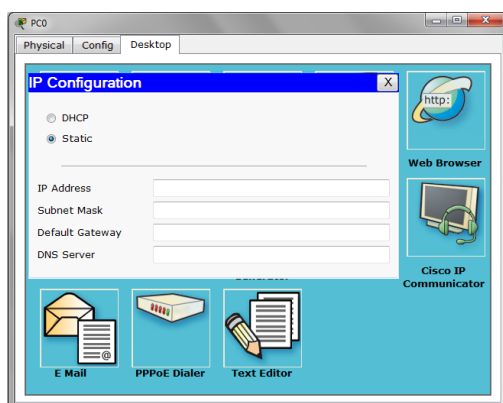 PC0
Physical Config Desktop
IP Configuration X
DHCP
Static
IP Address
Subnet Mask
Default Gateway
DNS Server
http:
Web Browser
Cisco IP
Communicator
@
E Mail
PPPoE Dialer
Text Editor